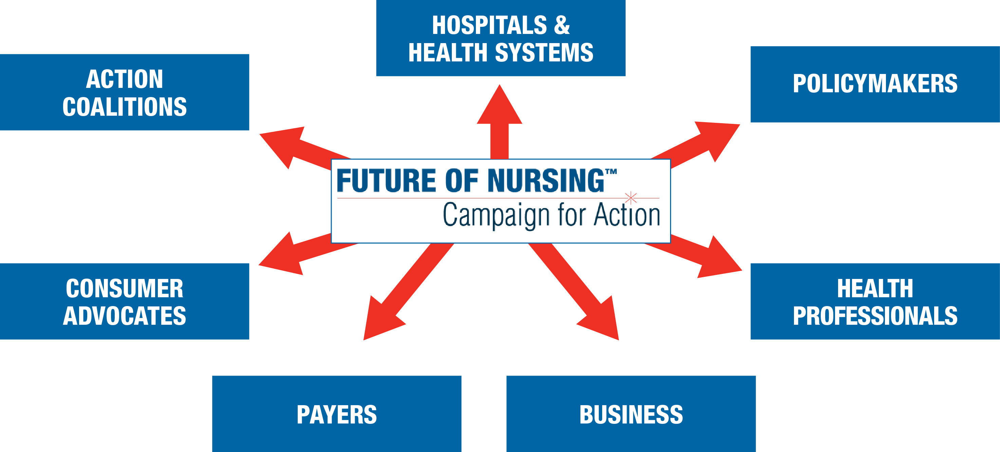 HOSPITALS &
HEALTH SYSTEMS
ACTION
COALITIONS
POLICYMAKERS
FUTURE OF NURSING™
Campaign for Action
CONSUMER
ADVOCATES
HEALTH
PROFESSIONALS
PAYERS
BUSINESS